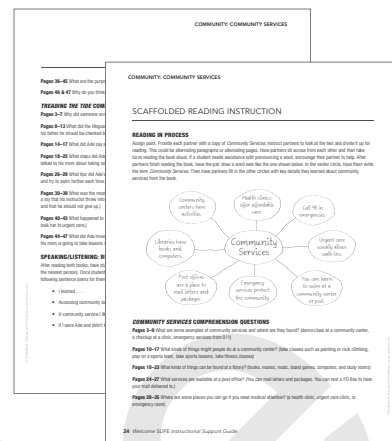 COMMUNITY: COMMUNITY SERVICES
Pages 36–45 What are the purpo
Pages 46 & 47 Why do you think
TREADING THE TIDE COM
Pages 3–7 Why did someone scr
Pages 8–13 What did the lifegua
his father he should be checked b
Pages 14–17 What did Ade say a
Pages 18–25 What steps did Ade
talked to his mom about taking sw
Pages 26–29 What tips did Ade's
and try to swim farther each time,
Pages 30–39 What was the most
a toy that his instructor threw into
and that he should not give up.)
Pages 40–43 What happened to
took her to urgent care.)
Pages 44–47 What did Ade mean
his mom is going to take lessons
SPEAKING/LISTENING: R
After reading both books, have stu
the nearest person). Once student
following sentence stems for them
• I learned . . .
• Accessing community se
• A community service I li
• If I were Ade and didn't k
COMMUNITY: COMMUNITY SERVICES
SCAFFOLDED READING INSTRUCTION
READING IN PROCESS
Assign pairs. Provide each partner with a copy of Community Services. Instruct partners to look at the text and divide it up for
reading. This could be alternating paragraphs or alternating pages. Have partners sit across from each other and then take
turns reading the book aloud. If a student needs assistance with pronouncing a word, encourage their partner to help. After
partners finish reading the book, have the pair draw a word web like the one shown below. In the center circle, have them write
the term Community Services. Then have partners fill in the other circles with key details they learned about community
services from the book.
Community centers have activities.
Health clinics offer affordable care.
Call 911 in emergencies.
Libraries have books and computers.
Community Services
Urgent care usually allows walk-ins.
Post offices are a place to mail letters and packages.
Emergency services protect the community.
You can learn to swim at a community center or pool.
COMMUNITY SERVICES COMPREHENSION QUESTIONS
Pages 3–9 What are some examples of community services and where are they found? (dance class at a community center,
a checkup at a clinic, emergency services from 911)
Pages 10–17 What kinds of things might people do at a community center? (take classes such as painting or rock climbing,
play on a sports team, take sports lessons, take fitness classes)
Pages 18–23 What kinds of things can be found at a library? (books, movies, music, board games, computers, and study rooms)
Pages 24–27 What services are available at a post office? (You can mail letters and packages. You can rent a PO Box to have
your mail delivered to.)
Pages 28–35 Where are some places you can go if you need medical attention? (a health clinic, urgent care clinic, or
emergency room)
24 Welcome SLIFE Instructional Support Guide